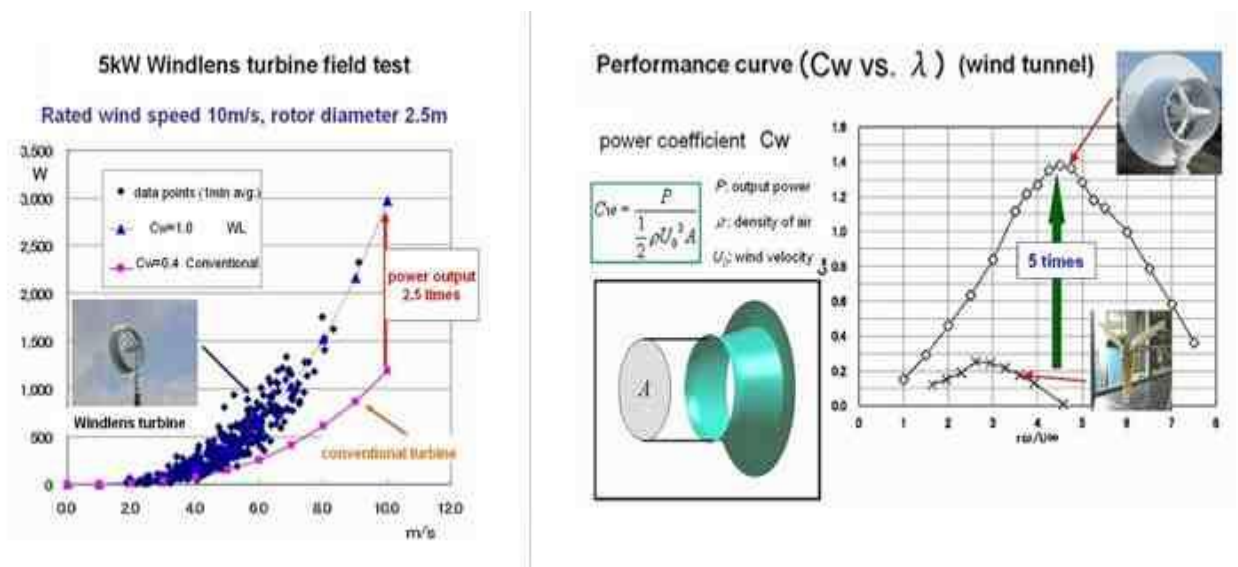 5kW Windlens turbine field test
Rated wind speed 10m/s, rotor diameter 2.5m
3,500
W
3,000
2,500
2,000
1,500
1,000
500
0
data points (1min avg.)
Cw=1.0 WL
Cw=0.4 Conventional
power output
2.5 times
Windlens turbine
conventional turbine
0.0 2.0 4.0 6.0 8.0 10.0 12.0
m/s
Performance curve (Cw vs. λ) (wind tunnel)
power coefficient Cw
Cw = P / ½ ρU₀³A
P: output power
ρ: density of air
U₀: wind velocity
A
1.6
1.4
1.2
1.0
0.8
0.6
0.4
0.2
0.0
Cw
5 times
0 1 2 3 4 5 6 7 8
rω/U∞